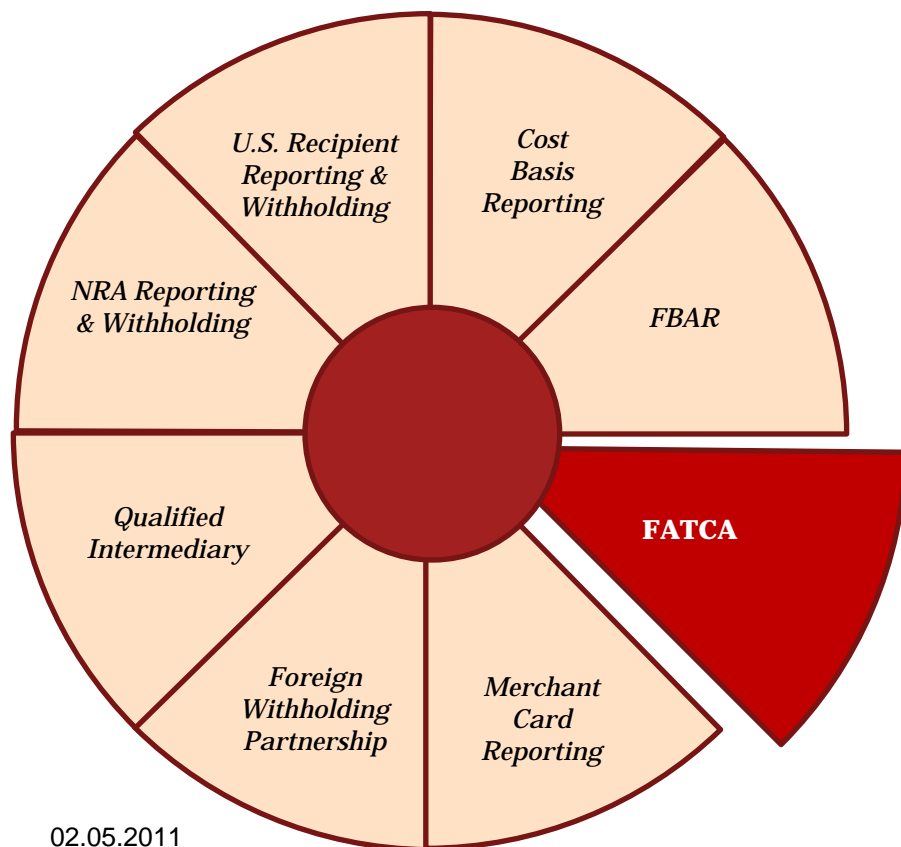 U.S. Recipient
Reporting &
Withholding
Cost
Basis
Reporting
NRA Reporting
& Withholding
FBAR
Qualified
Intermediary
FATCA
Foreign
Withholding
Partnership
Merchant
Card
Reporting
02.05.2011